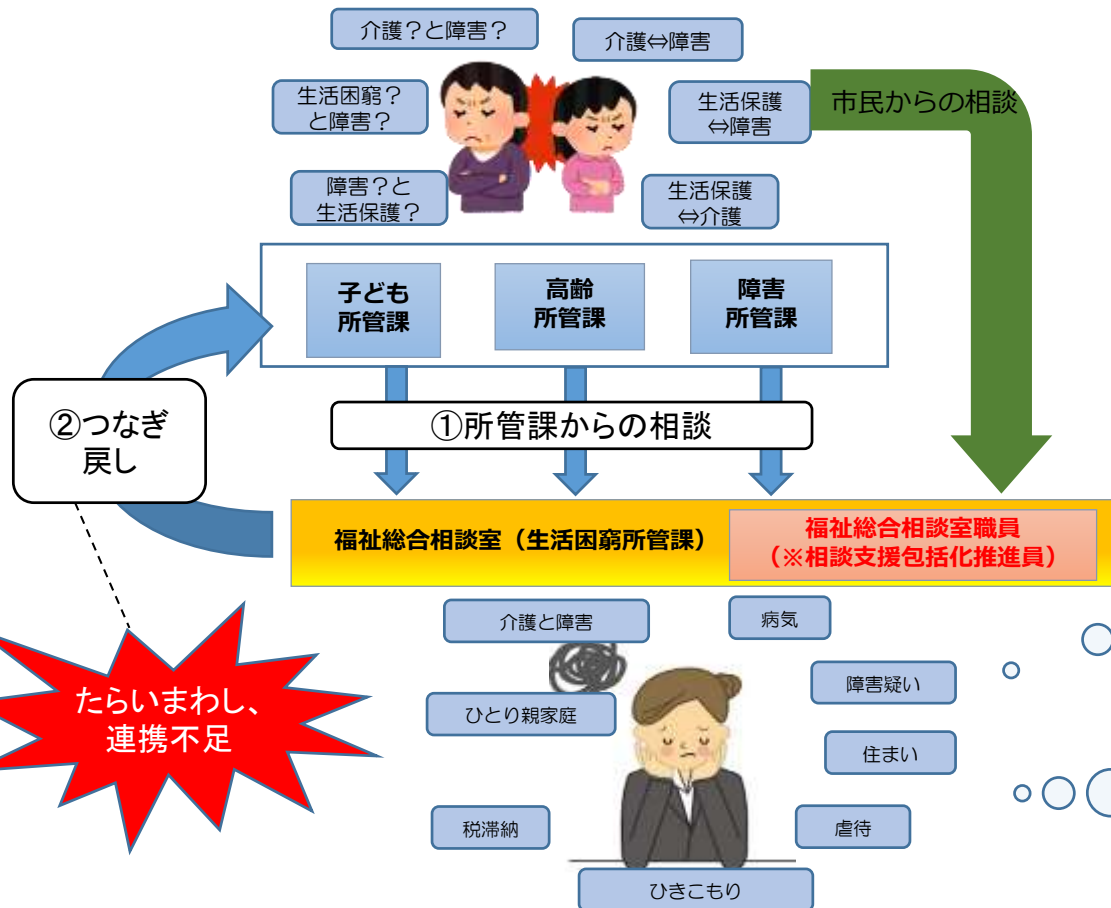 介護？と障害？
介護⇔障害
生活困窮？
と障害？
生活保護
⇔障害
市民からの相談
障害？と
生活保護？
生活保護
⇔介護
子ども
所管課
高齢
所管課
障害
所管課
②つなぎ
戻し
①所管課からの相談
福祉総合相談室（生活困窮所管課）
福祉総合相談室職員
（※相談支援包括化推進員）
介護と障害
病気
障害疑い
ひとり親家庭
たらいまわし、
連携不足
住まい
税滞納
虐待
ひきこもり